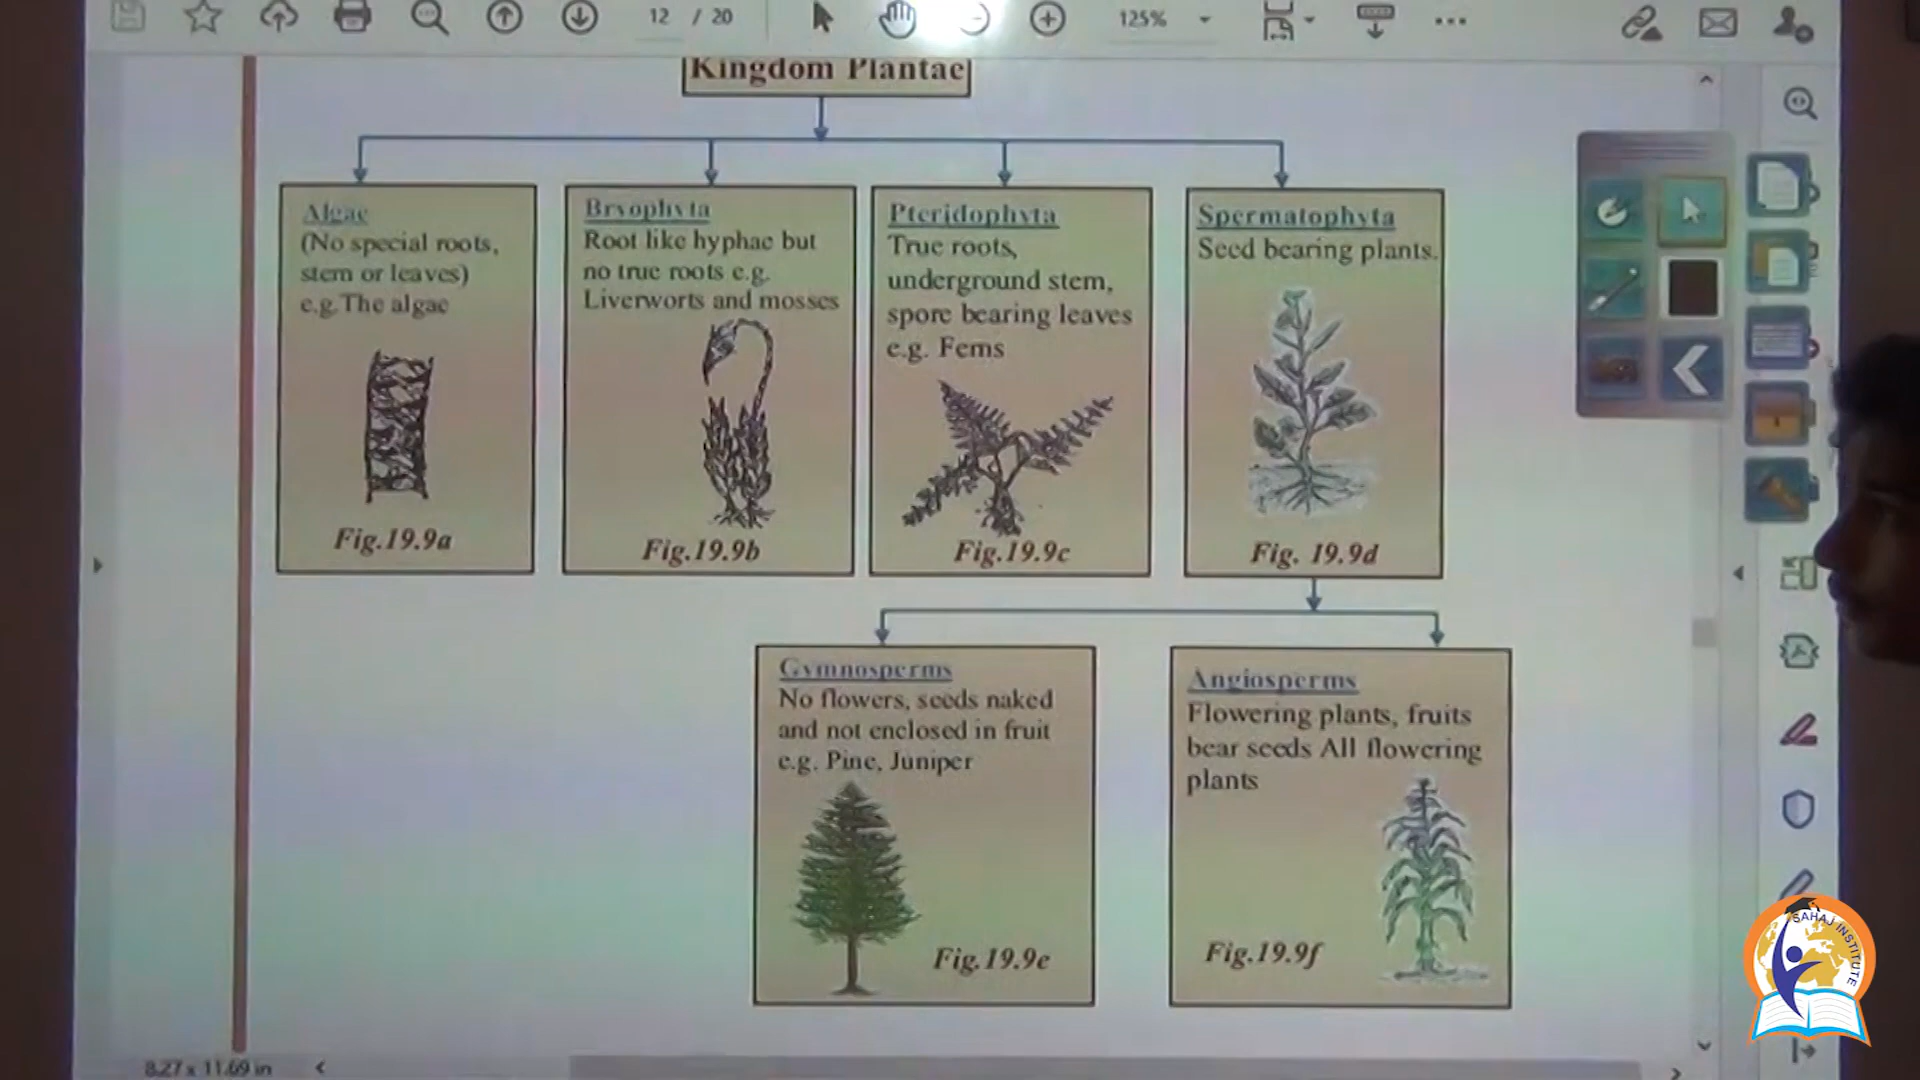 12 / 20
125%
Kingdom Plantae
Algae
(No special roots,
stem or leaves)
e.g.The algae
Fig.19.9a
Bryophyta
Root like hyphae but
no true roots e.g.
Liverworts and mosses
Fig.19.9b
Pteridophyta
True roots,
underground stem,
spore bearing leaves
e.g. Ferns
Fig.19.9c
Spermatophyta
Seed bearing plants.
Fig. 19.9d
Gymnosperms
No flowers, seeds naked
and not enclosed in fruit
e.g. Pine, Juniper
Fig.19.9e
Angiosperms
Flowering plants, fruits
bear seeds All flowering
plants
Fig.19.9f
SAHAJ INSTITUTE
8.27 x 11.69 in